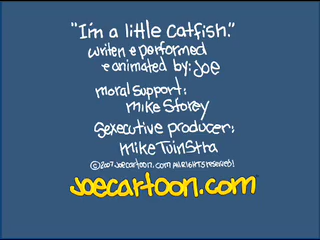 "I'm a little catfish."
writen & performed
& animated by: Joe
moral support:
mike Storey
sexecutive producer:
mike Twinstra
©2007 Joecartoon.com All Rights reserved!
Joecartoon.com